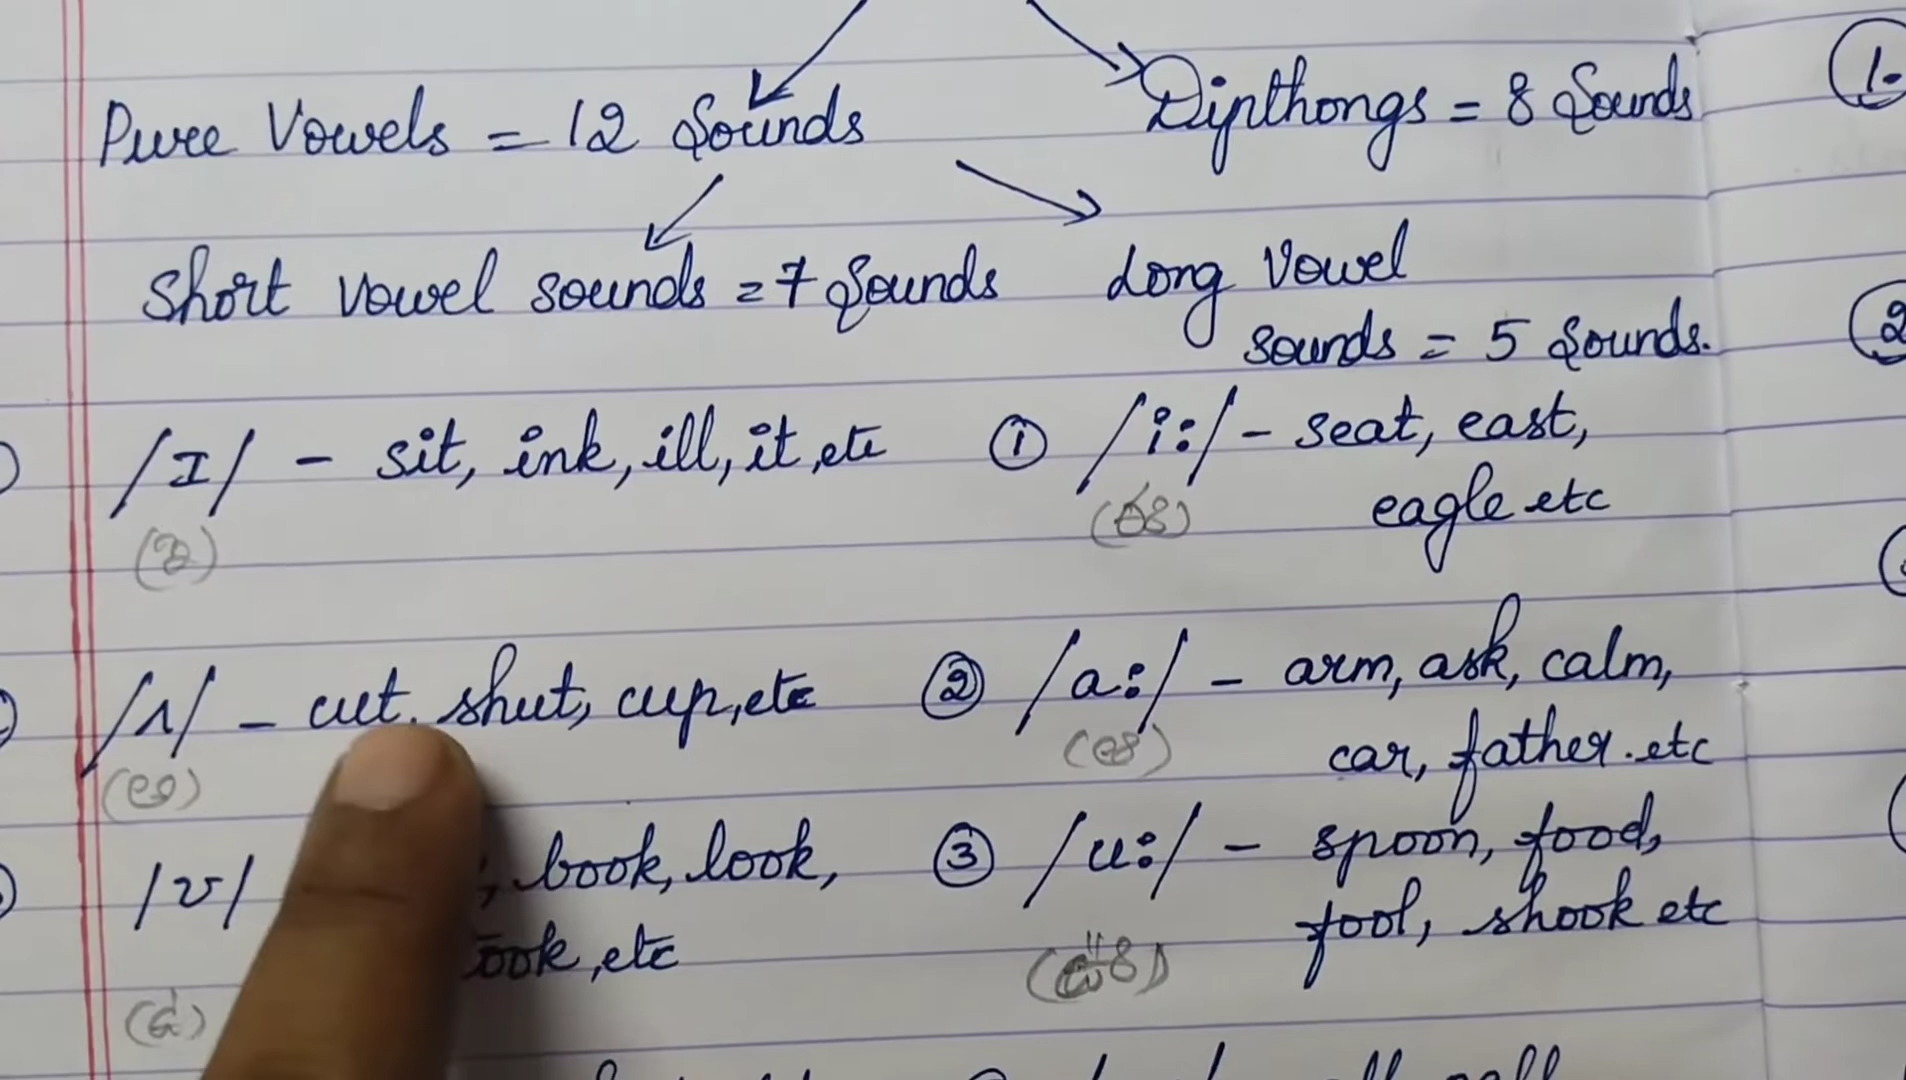 Pure Vowels = 12 Sounds
Dipthongs = 8 Sounds
1.
Short vowel sounds = 7 Sounds
Long Vowel
sounds = 5 Sounds.
2
/I/ - sit, ink, ill, it, etc
① /i:/ - seat, east,
eagle etc
/ʌ/ - cut, shut, cup, etc
② /a:/ - arm, ask, calm,
car, father. etc
/ʊ/
book, look,
ook, etc
③ /u:/ - spoon, food,
fool, shook etc